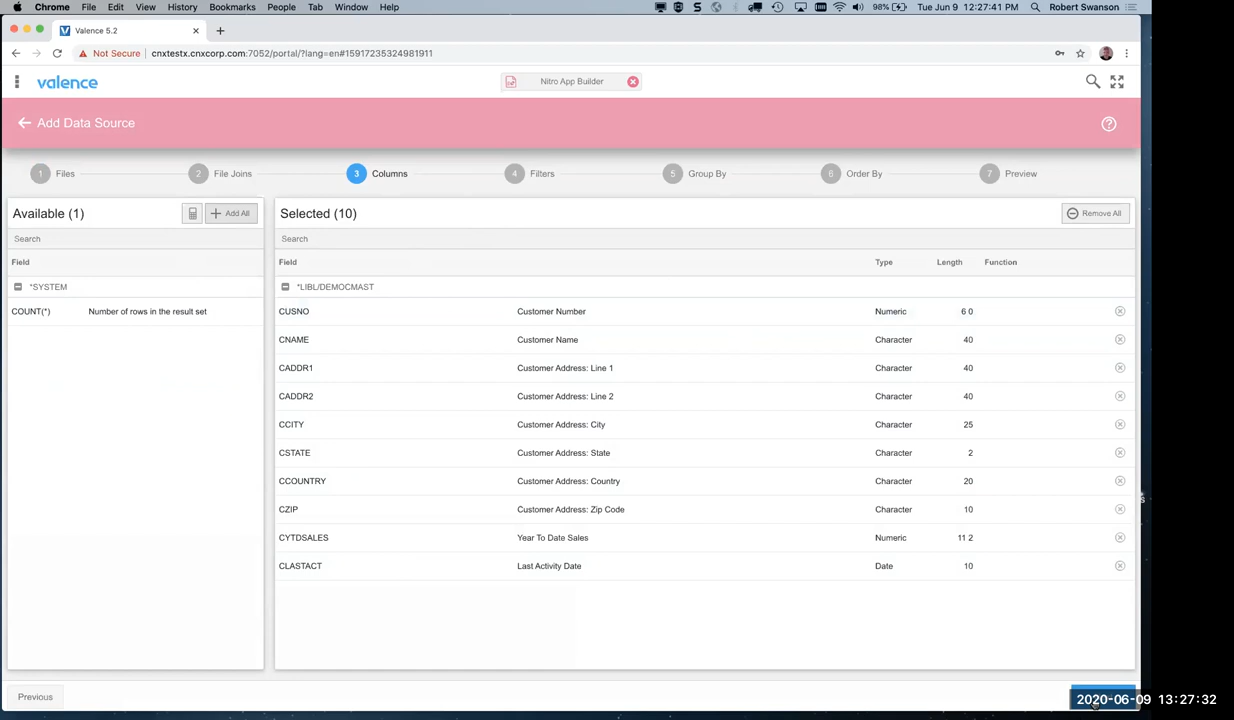 Chrome File Edit View History Bookmarks People Tab Window Help 98% Tue Jun 9 12:27:41 PM Robert Swanson
Valence 5.2
Not Secure cnxtestx.cnxcorp.com:7052/portal/?lang=en#15917235324981911
valence Nitro App Builder
Add Data Source
1 Files 2 File Joins 3 Columns 4 Filters 5 Group By 6 Order By 7 Preview
Available (1) Add All Selected (10) Remove All
Search Search
Field Field Type Length Function
*SYSTEM *LIBL/DEMOCMAST
COUNT(*) Number of rows in the result set CUSNO Customer Number Numeric 6 0
CNAME Customer Name Character 40
CADDR1 Customer Address: Line 1 Character 40
CADDR2 Customer Address: Line 2 Character 40
CCITY Customer Address: City Character 25
CSTATE Customer Address: State Character 2
CCOUNTRY Customer Address: Country Character 20
CZIP Customer Address: Zip Code Character 10
CYTDSALES Year To Date Sales Numeric 11 2
CLASTACT Last Activity Date Date 10
Previous 2020-06-09 13:27:32